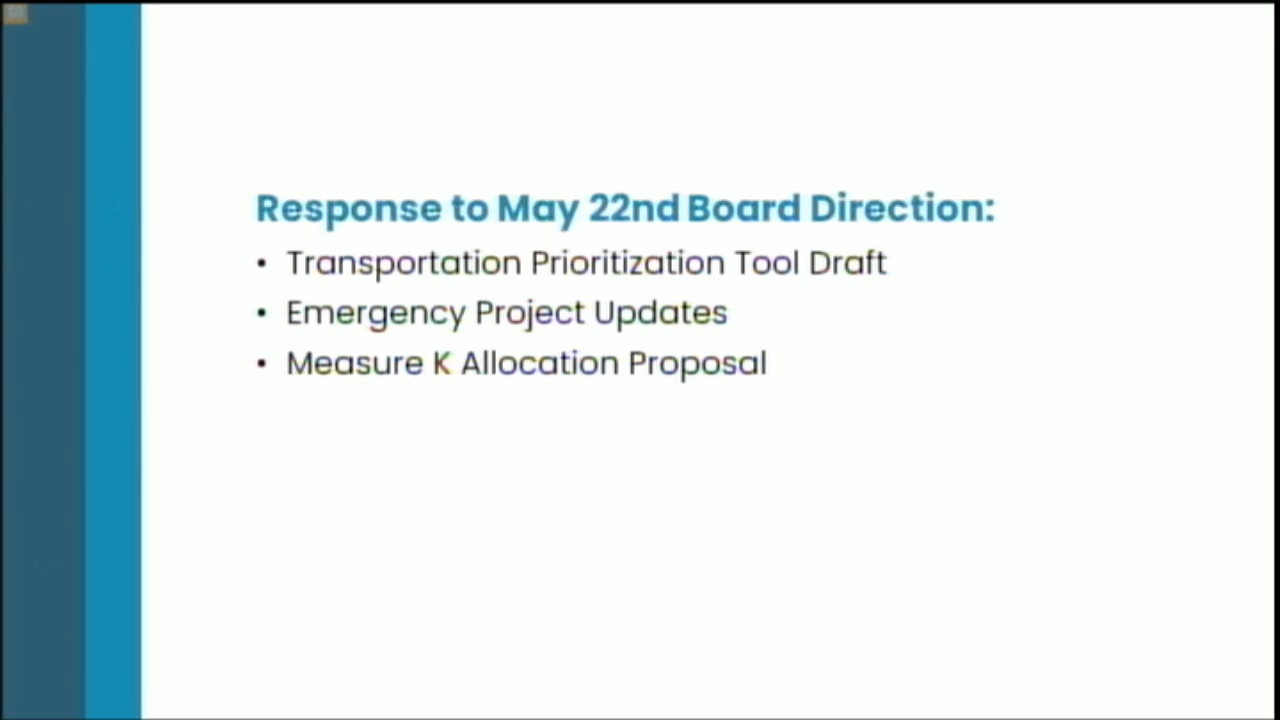 Response to May 22nd Board Direction:
• Transportation Prioritization Tool Draft
• Emergency Project Updates
• Measure K Allocation Proposal